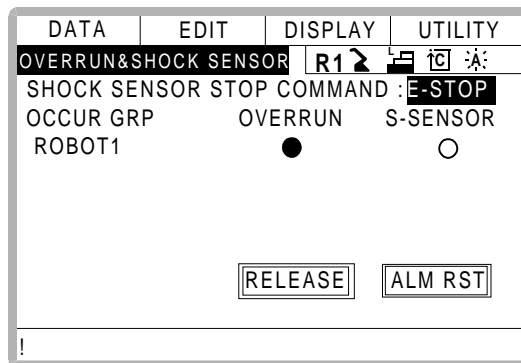 DATA EDIT DISPLAY UTILITY
OVERRUN&SHOCK SENSOR R1 L C A
SHOCK SENSOR STOP COMMAND : E-STOP
OCCUR GRP OVERRUN S-SENSOR
ROBOT1
RELEASE ALM RST
!